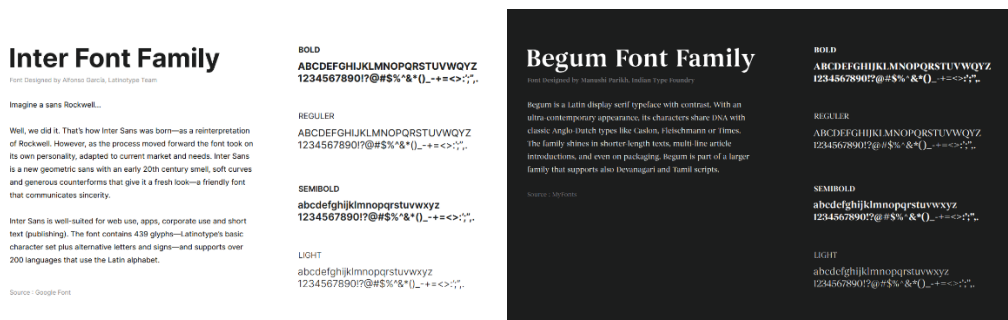 Inter Font Family
Font Designed by Alfonso García, Latinotype Team
Imagine a sans Rockwell...
Well, we did it. That's how Inter Sans was born—as a reinterpretation
of Rockwell. However, as the process moved forward the font took on
its own personality, adapted to current market and needs. Inter Sans
is a new geometric sans with an early 20th century smell, soft curves
and generous counterforms that give it a fresh look—a friendly font
that communicates sincerity.
Inter Sans is well-suited for web use, apps, corporate use and short
text (publishing). The font contains 439 glyphs—Latinotype's basic
character set plus alternative letters and signs—and supports over
200 languages that use the Latin alphabet.
Source : Google Font
BOLD
ABCDEFGHIJKLMNOPQRSTUVWQYZ
1234567890!?@#$%^&*()_-+=<>:;'",.
REGULER
ABCDEFGHIJKLMNOPQRSTUVWQYZ
1234567890!?@#$%^&*()_-+=<>:;'",.
SEMIBOLD
abcdefghijklmnopqrstuvwxyz
1234567890!?@#$%^&*()_-+=<>:;'",.
LIGHT
abcdefghijklmnopqrstuvwxyz
1234567890!?@#$%^&*()_-+=<>:;'",.
Begum Font Family
Font Designed by Manushi Parikh, Indian Type Foundry
Begum is a Latin display serif typeface with contrast. With an
ultra-contemporary appearance, its characters share DNA with
classic Anglo-Dutch types like Caslon, Fleischmann or Times.
The family shines in shorter-length texts, multi-line article
introductions, and even on packaging. Begum is part of a larger
family that supports also Devanagari and Tamil scripts.
Source : MyFonts
BOLD
ABCDEFGHIJKLMNOPQRSTUVWQYZ
1234567890!?@#$%^&*()_-+=<>:;'",.
REGULER
ABCDEFGHIJKLMNOPQRSTUVWQYZ
1234567890!?@#$%^&*()_-+=<>:;'",.
SEMIBOLD
abcdefghijklmnopqrstuvwxyz
1234567890!?@#$%^&*()_-+=<>:;'",.
LIGHT
abcdefghijklmnopqrstuvwxyz
1234567890!?@#$%^&*()_-+=<>:;'",.